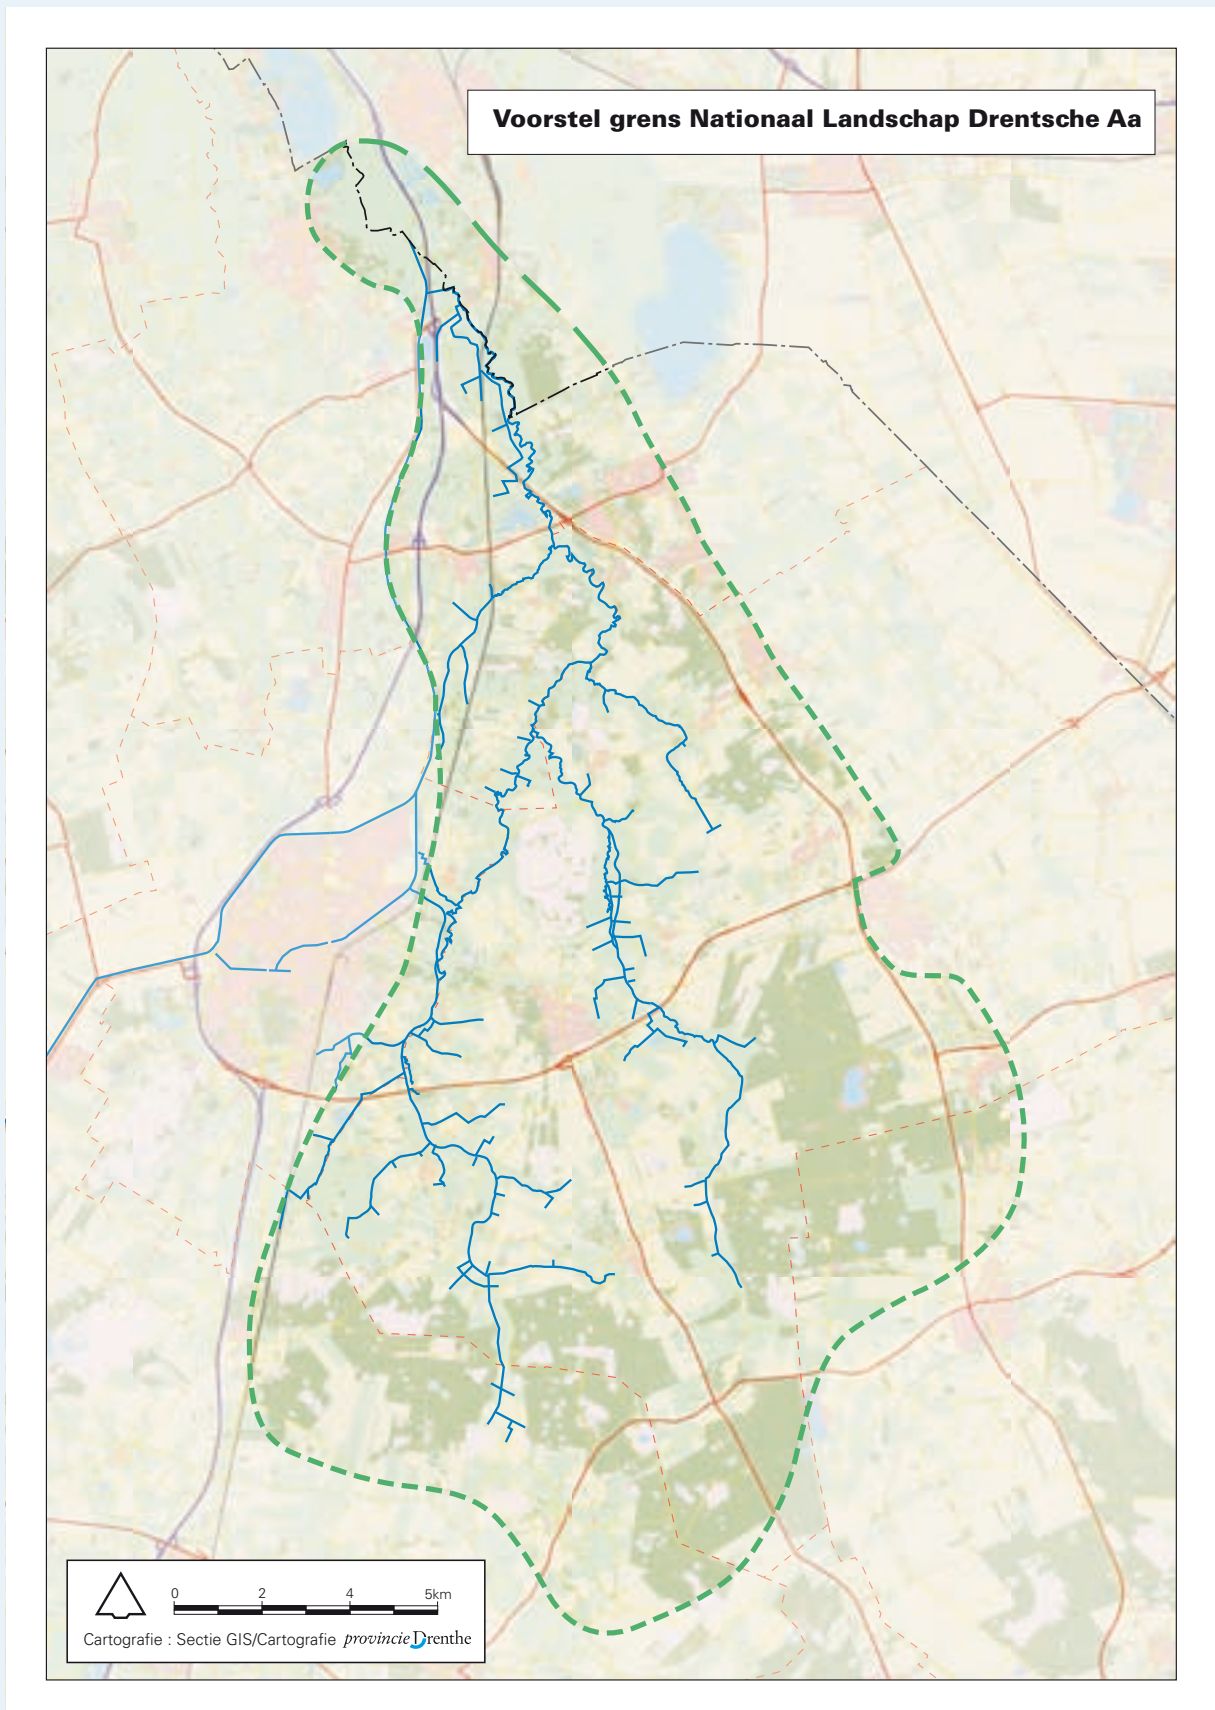 Voorstel grens Nationaal Landschap Drentsche Aa
0 2 4 5km
Cartografie : Sectie GIS/Cartografie provincie Drenthe